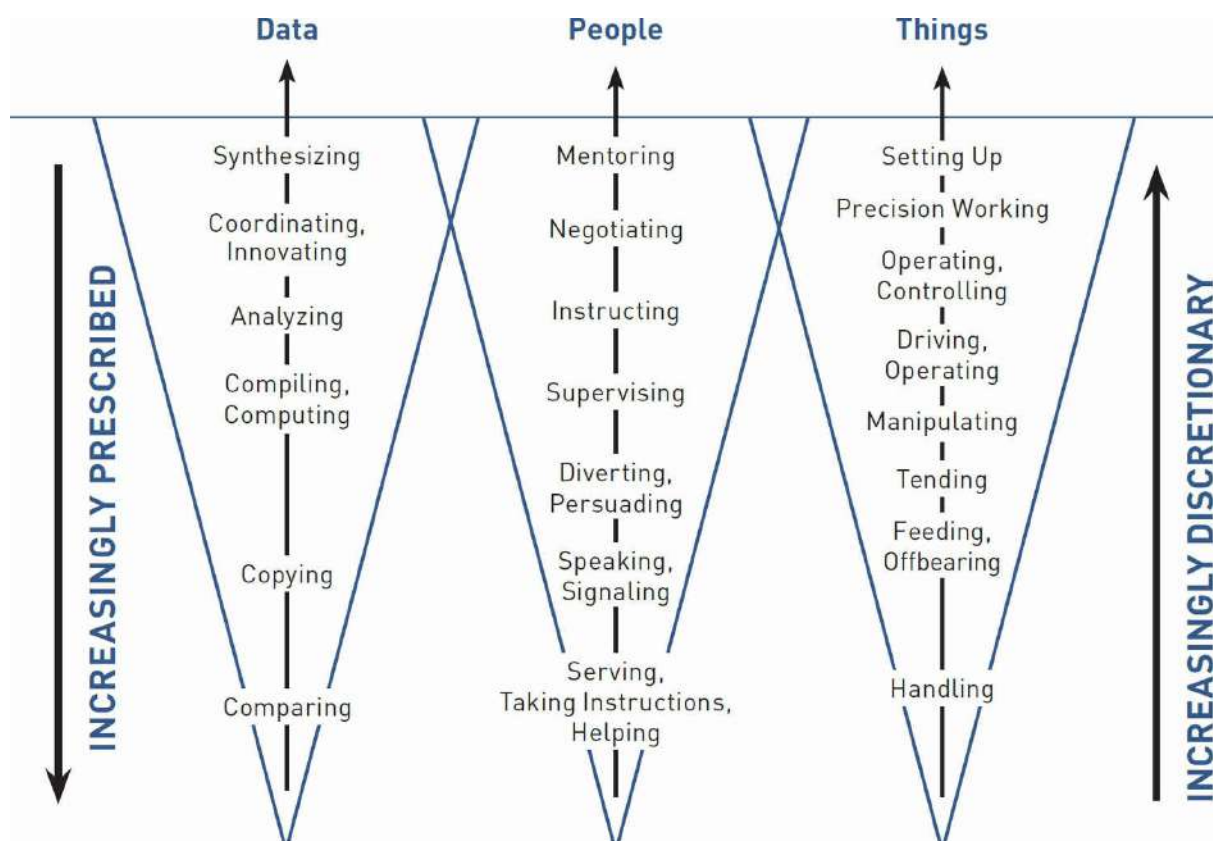 Data
People
Things
INCREASINGLY PRESCRIBED
Synthesizing
Coordinating,
Innovating
Analyzing
Compiling,
Computing
Copying
Comparing
Mentoring
Negotiating
Instructing
Supervising
Diverting,
Persuading
Speaking,
Signaling
Serving,
Taking Instructions,
Helping
Setting Up
Precision Working
Operating,
Controlling
Driving,
Operating
Manipulating
Tending
Feeding,
Offbearing
Handling
INCREASINGLY DISCRETIONARY